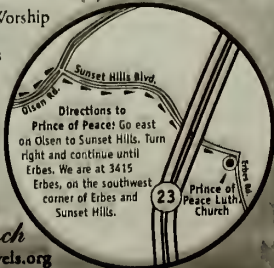 Worship
s
Sunset Hills Blvd.
Olsen Rd.
Directions to
Prince of Peace: Go east
on Olsen to Sunset Hills. Turn
right and continue until
Erbes. We are at 3415
Erbes, on the southwest
corner of Erbes and
Sunset Hills.
23
Erbes Rd
Prince of
Peace Luth.
Church
ch
vels.org